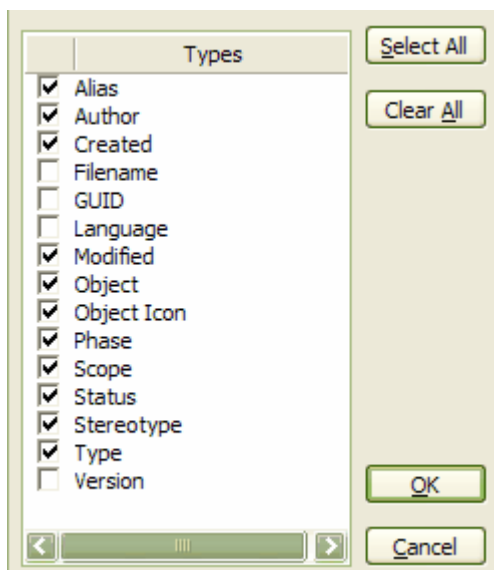 Types
Alias
Author
Created
Filename
GUID
Language
Modified
Object
Object Icon
Phase
Scope
Status
Stereotype
Type
Version
Select All
Clear All
OK
Cancel